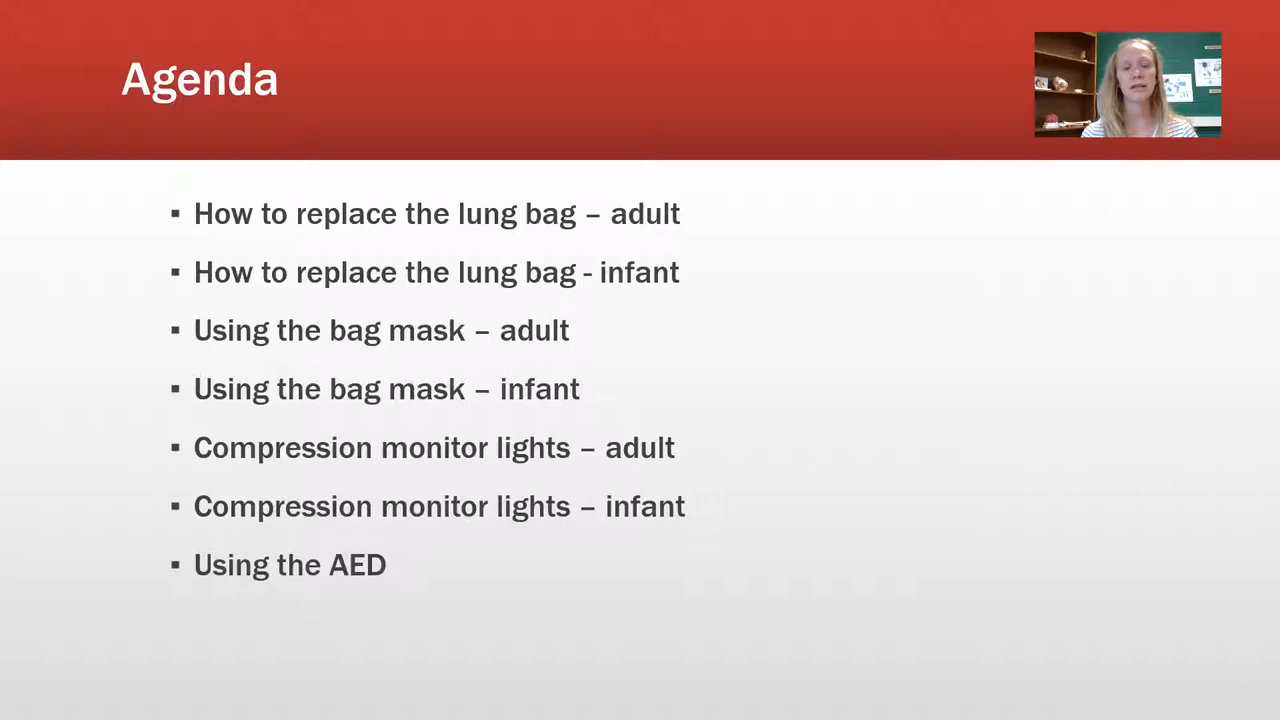 Agenda
▪ How to replace the lung bag – adult
▪ How to replace the lung bag - infant
▪ Using the bag mask – adult
▪ Using the bag mask – infant
▪ Compression monitor lights – adult
▪ Compression monitor lights – infant
▪ Using the AED